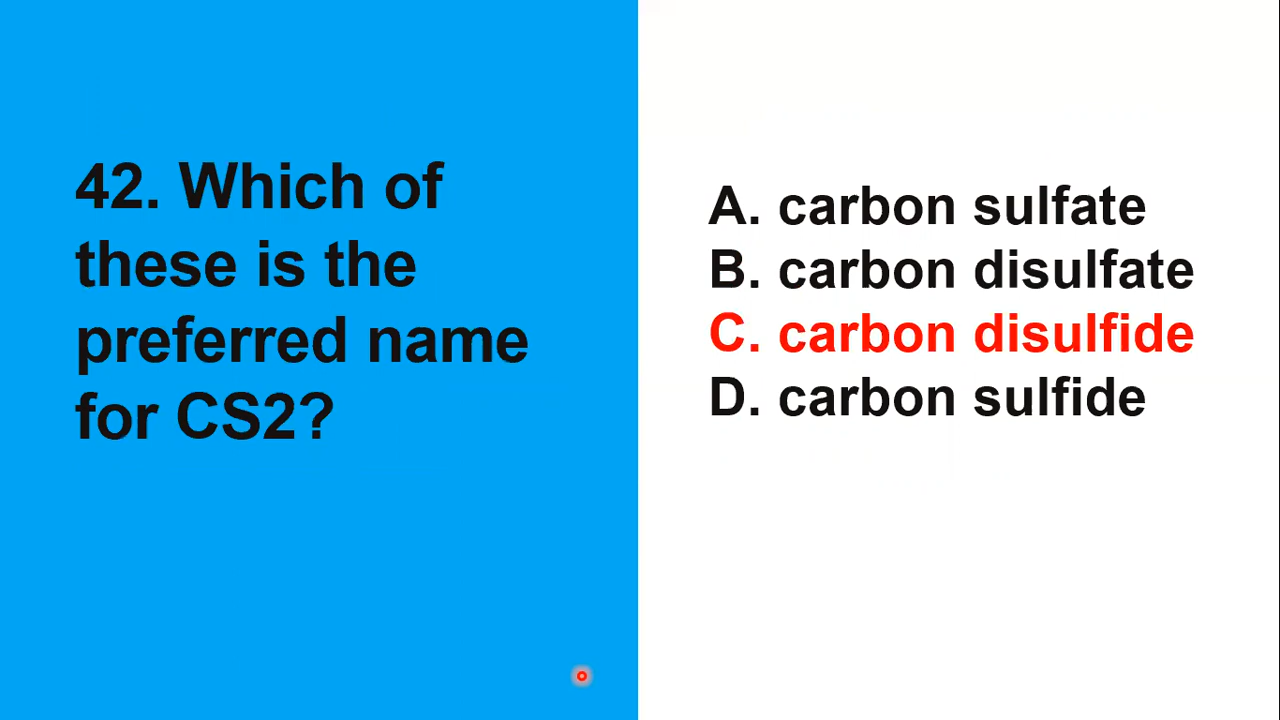 42. Which of
these is the
preferred name
for CS2?
A. carbon sulfate
B. carbon disulfate
C. carbon disulfide
D. carbon sulfide